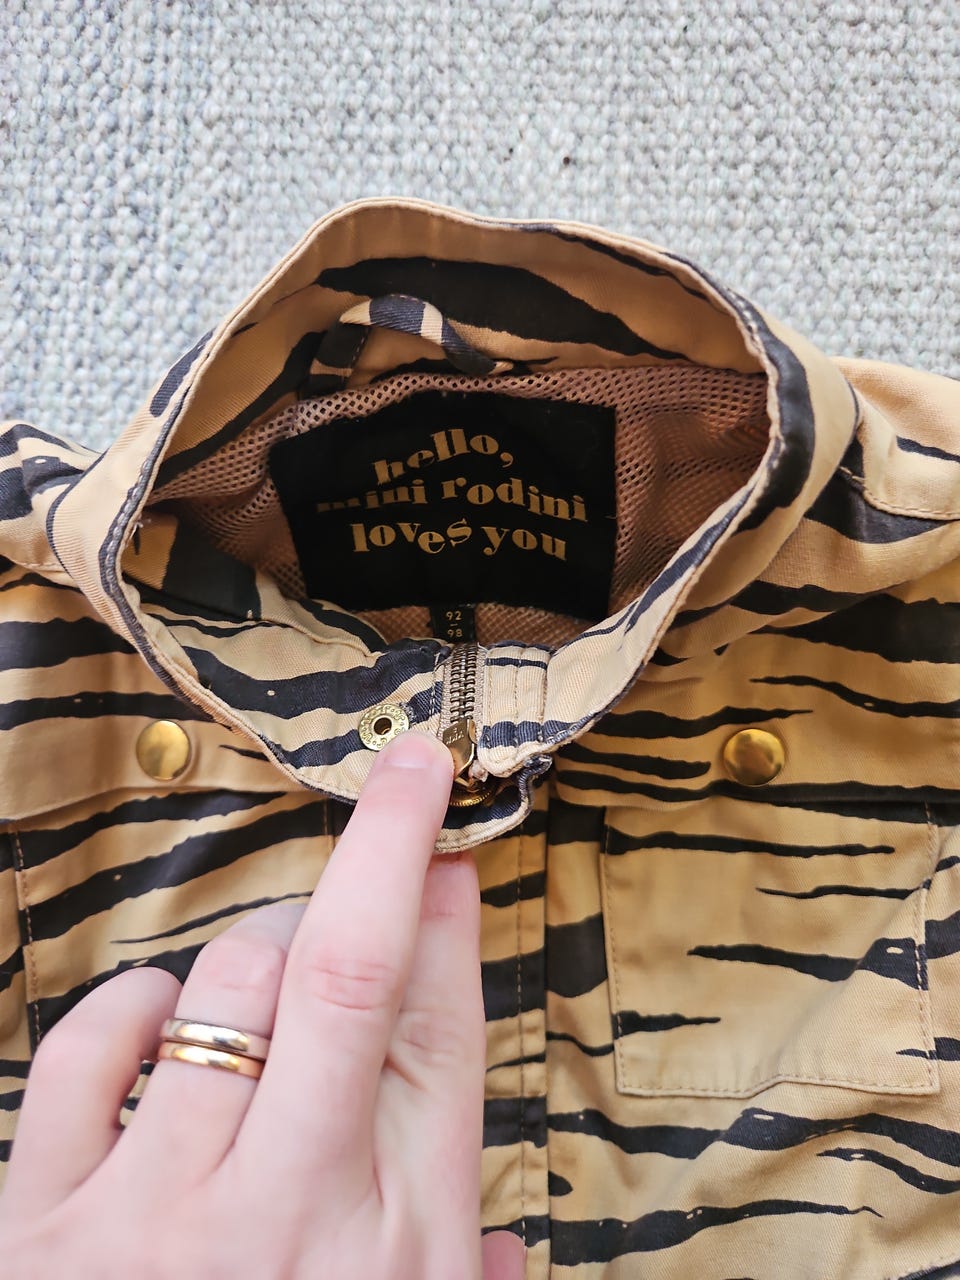 hello,
mini rodini
loves you
92
–
98